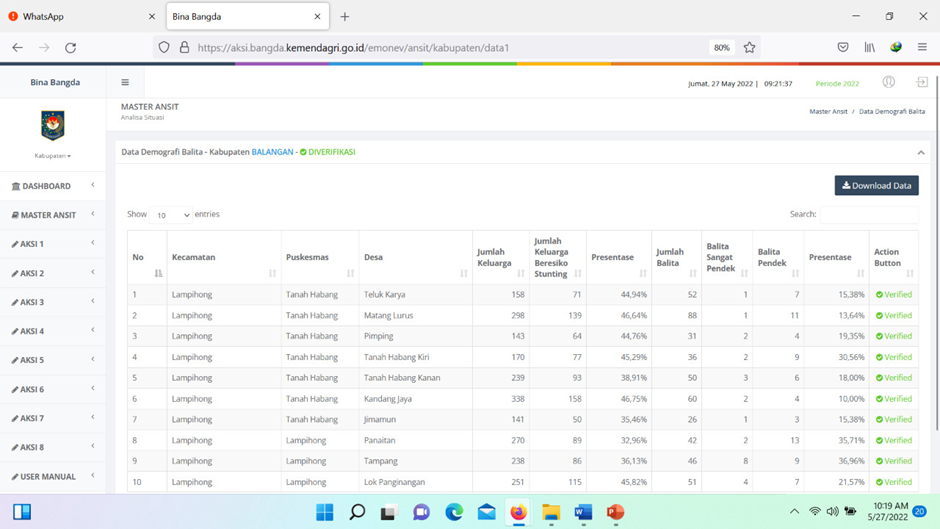 WhatsApp
Bina Bangda
https://aksi.bangda.kemendagri.go.id/emonev/ansit/kabupaten/data1
80%
Bina Bangda
Jumat, 27 May 2022 | 09:21:37
Periode 2022
MASTER ANSIT
Analisa Situasi
Master Ansit / Data Demografi Balita
Kabupaten
DASHBOARD
MASTER ANSIT
AKSI 1
AKSI 2
AKSI 3
AKSI 4
AKSI 5
AKSI 6
AKSI 7
AKSI 8
USER MANUAL
Data Demografi Balita - Kabupaten BALANGAN - DIVERIFIKASI
Download Data
Show 10 entries
Search:
No Kecamatan Puskesmas Desa Jumlah Keluarga Jumlah Keluarga Beresiko Stunting Presentase Jumlah Balita Balita Sangat Pendek Balita Pendek Presentase Action Button
1 Lampihong Tanah Habang Teluk Karya 158 71 44,94% 52 1 7 15,38% Verified
2 Lampihong Tanah Habang Matang Lurus 298 139 46,64% 88 1 11 13,64% Verified
3 Lampihong Tanah Habang Pimping 143 64 44,76% 31 2 4 19,35% Verified
4 Lampihong Tanah Habang Tanah Habang Kiri 170 77 45,29% 36 2 9 30,56% Verified
5 Lampihong Tanah Habang Tanah Habang Kanan 239 93 38,91% 50 3 6 18,00% Verified
6 Lampihong Tanah Habang Kandang Jaya 338 158 46,75% 60 2 4 10,00% Verified
7 Lampihong Tanah Habang Jimamun 141 50 35,46% 26 1 3 15,38% Verified
8 Lampihong Lampihong Panaitan 270 89 32,96% 42 2 13 35,71% Verified
9 Lampihong Lampihong Tampang 238 86 36,13% 46 8 9 36,96% Verified
10 Lampihong Lampihong Lok Panginangan 251 115 45,82% 51 4 7 21,57% Verified
10:19 AM
5/27/2022
20